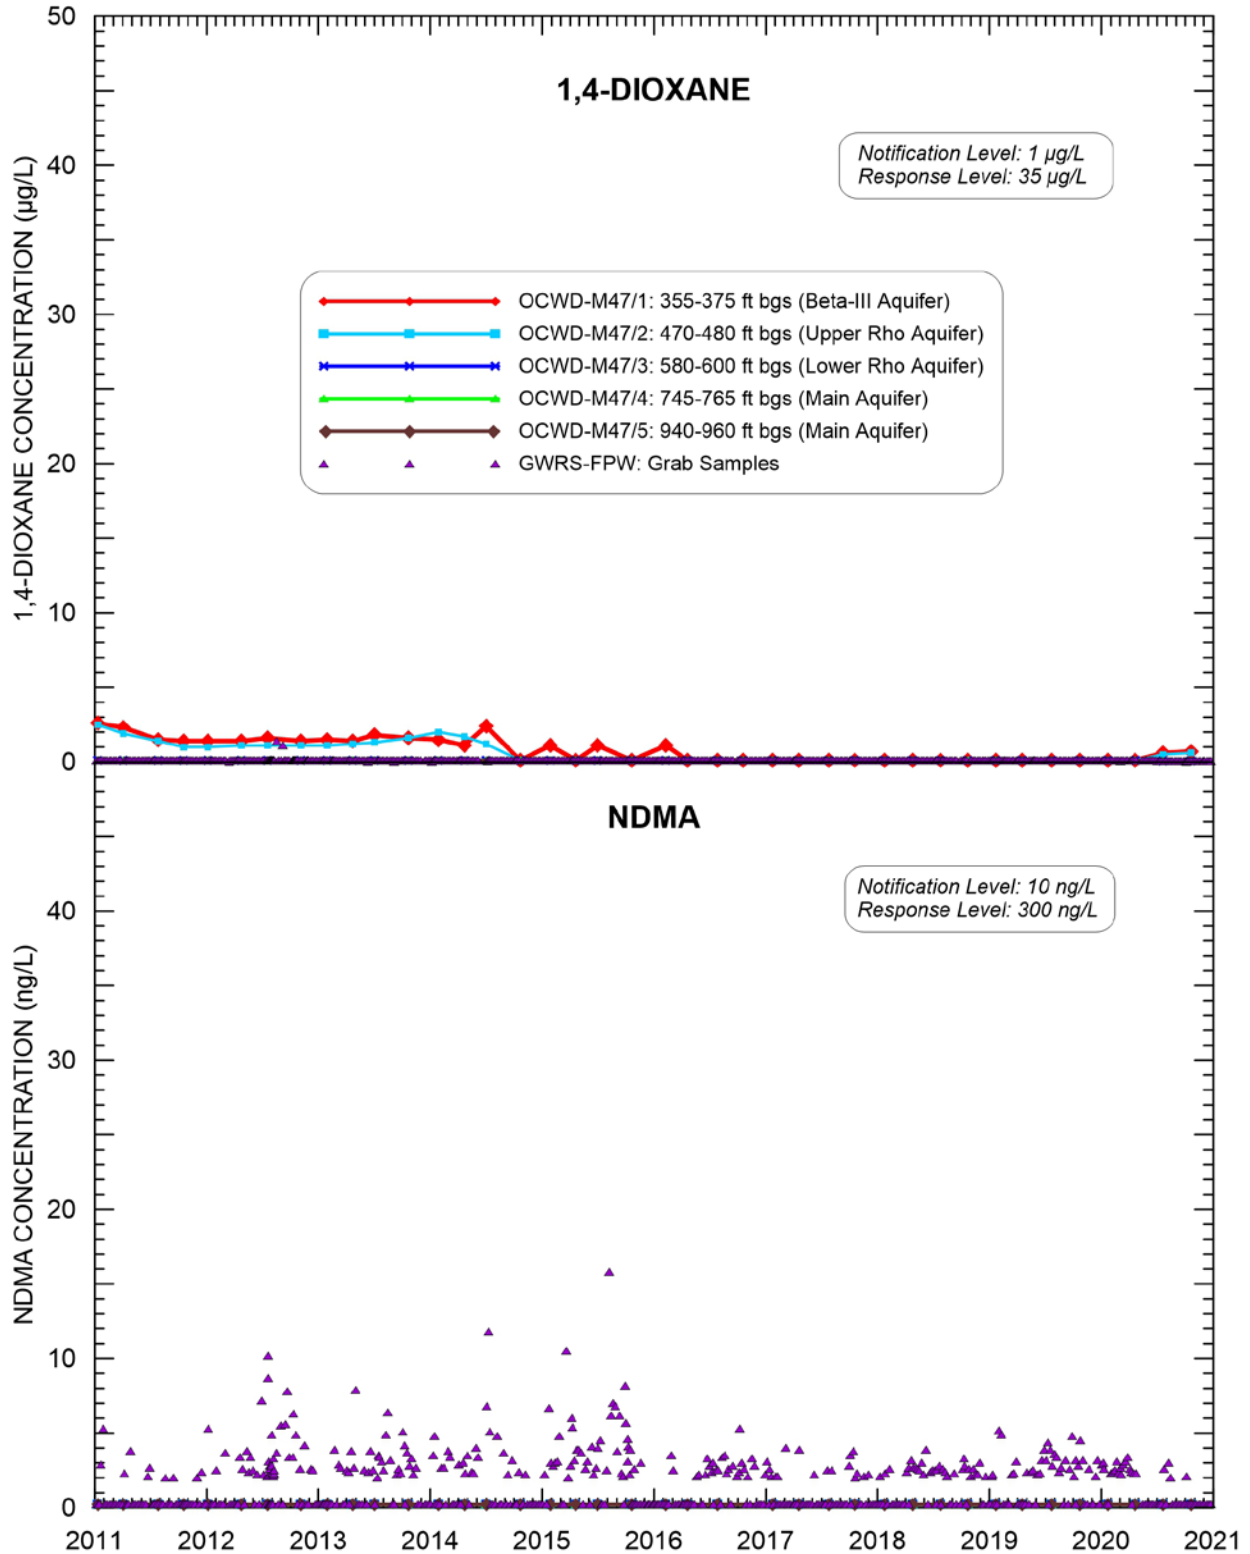 50
1,4-DIOXANE
Notification Level: 1 µg/L
Response Level: 35 µg/L
40
OCWD-M47/1: 355-375 ft bgs (Beta-III Aquifer)
OCWD-M47/2: 470-480 ft bgs (Upper Rho Aquifer)
OCWD-M47/3: 580-600 ft bgs (Lower Rho Aquifer)
OCWD-M47/4: 745-765 ft bgs (Main Aquifer)
OCWD-M47/5: 940-960 ft bgs (Main Aquifer)
GWRS-FPW: Grab Samples
1,4-DIOXANE CONCENTRATION (µg/L)
30
20
10
0
NDMA
Notification Level: 10 ng/L
Response Level: 300 ng/L
NDMA CONCENTRATION (ng/L)
40
30
20
10
0
2011 2012 2013 2014 2015 2016 2017 2018 2019 2020 2021